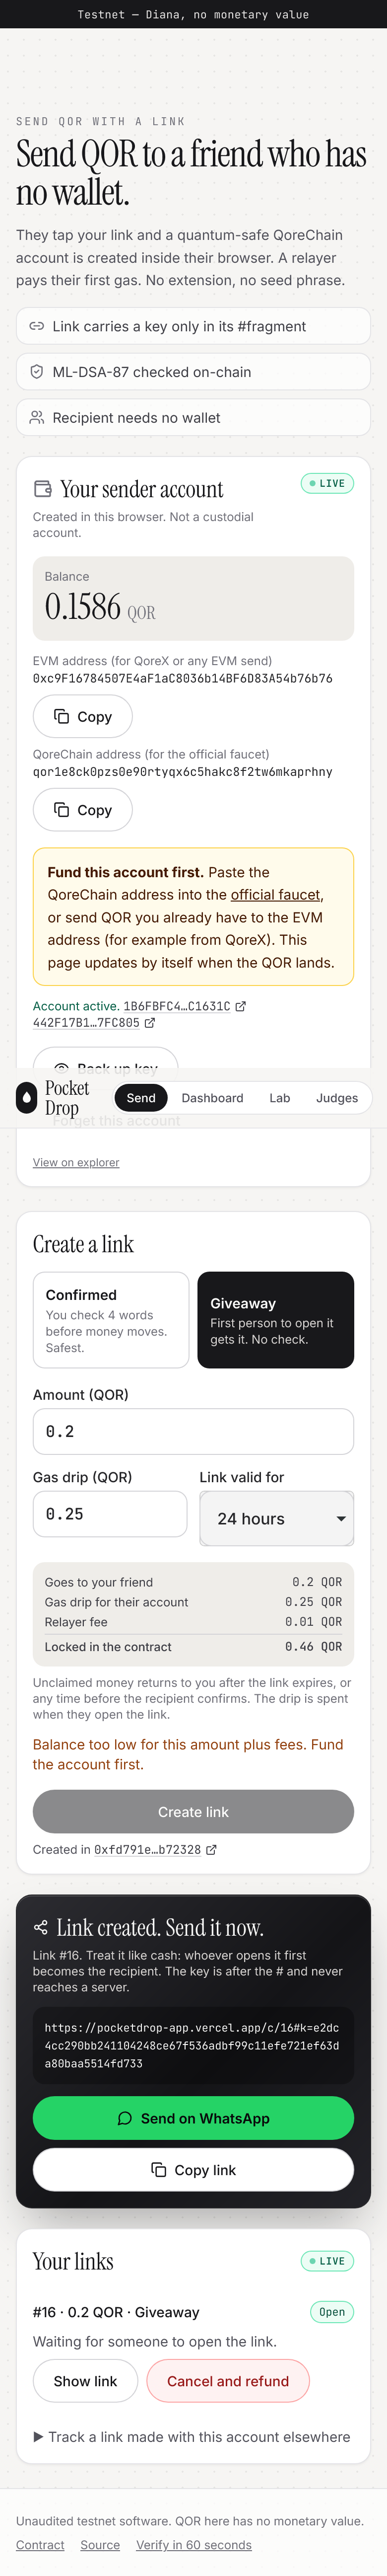 Testnet — Diana, no monetary value
SEND QOR WITH A LINK
Send QOR to a friend who has
no wallet.
They tap your link and a quantum-safe QoreChain
account is created inside their browser. A relayer
pays their first gas. No extension, no seed phrase.
Link carries a key only in its #fragment
ML-DSA-87 checked on-chain
Recipient needs no wallet
Your sender account
LIVE
Created in this browser. Not a custodial
account.
Balance
0.1586 QOR
EVM address (for QoreX or any EVM send)
0xc9F16784507E4aF1aC8036b14BF6D83A54b76b76
Copy
QoreChain address (for the official faucet)
qor1e8ck0pzs0e90rtyqx6c5hakc8f2tw6mkaprhny
Copy
Fund this account first. Paste the
QoreChain address into the official faucet,
or send QOR you already have to the EVM
address (for example from QoreX). This
page updates by itself when the QOR lands.
Account active. 1B6FBFC4…C1631C
442F17B1…7FC805
Back up key
Pocket
Drop
Send
Dashboard
Lab
Judges
Forget this account
View on explorer
Create a link
Confirmed
You check 4 words
before money moves.
Safest.
Giveaway
First person to open it
gets it. No check.
Amount (QOR)
0.2
Gas drip (QOR)
Link valid for
0.25
24 hours
Goes to your friend 0.2 QOR
Gas drip for their account 0.25 QOR
Relayer fee 0.01 QOR
Locked in the contract 0.46 QOR
Unclaimed money returns to you after the link expires, or
any time before the recipient confirms. The drip is spent
when they open the link.
Balance too low for this amount plus fees. Fund
the account first.
Create link
Created in 0xfd791e…b72328
Link created. Send it now.
Link #16. Treat it like cash: whoever opens it first
becomes the recipient. The key is after the # and never
reaches a server.
https://pocketdrop-app.vercel.app/c/16#k=e2dc
4cc290bb241104248ce67f536adbf99c11efe721ef63d
a80baa5514fd733
Send on WhatsApp
Copy link
Your links
LIVE
#16 · 0.2 QOR · Giveaway
Open
Waiting for someone to open the link.
Show link
Cancel and refund
▶ Track a link made with this account elsewhere
Unaudited testnet software. QOR here has no monetary value.
Contract Source Verify in 60 seconds